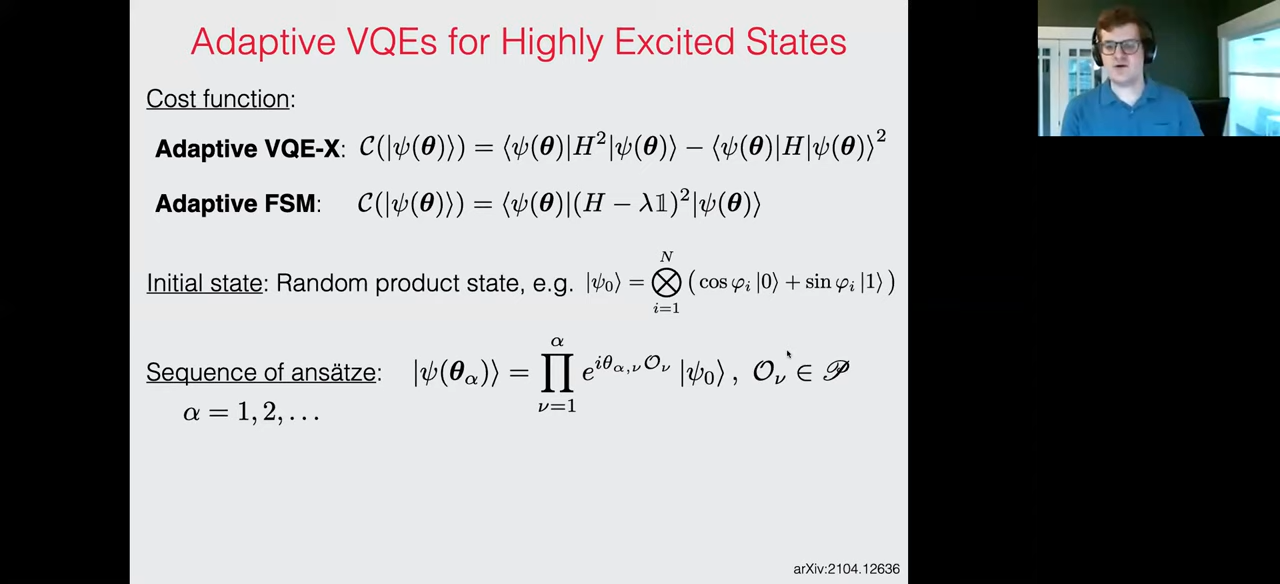 Adaptive VQEs for Highly Excited States
Cost function:
Adaptive VQE-X: 𝒞(|ψ(𝜽)⟩) = ⟨ψ(𝜽)|H²|ψ(𝜽)⟩ − ⟨ψ(𝜽)|H|ψ(𝜽)⟩²
Adaptive FSM: 𝒞(|ψ(𝜽)⟩) = ⟨ψ(𝜽)|(H − λ𝟙)²|ψ(𝜽)⟩
Initial state: Random product state, e.g. |ψ₀⟩ = ⨂_{i=1}^{N} (cos φᵢ |0⟩ + sin φᵢ |1⟩)
Sequence of ansätze: |ψ(𝜽_α)⟩ = ∏_{ν=1}^{α} e^{iθ_{α,ν}𝒪_ν} |ψ₀⟩, 𝒪_ν ∈ 𝒫
α = 1, 2, …
arXiv:2104.12636